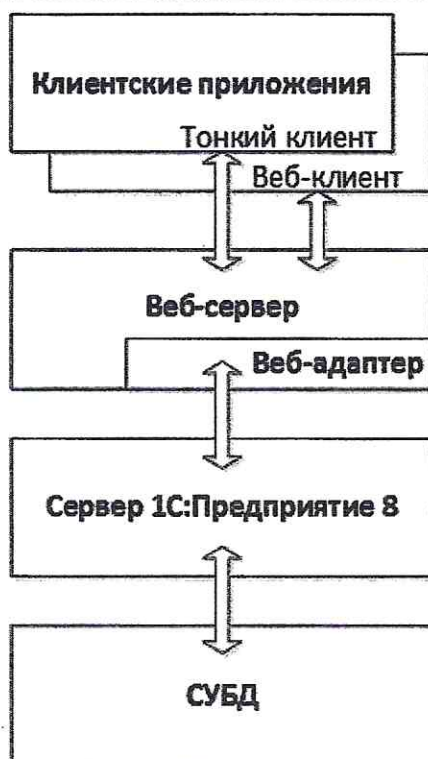 Клиентские приложения
Тонкий клиент
Веб-клиент
Веб-сервер
Веб-адаптер
Сервер 1С:Предприятие 8
СУБД